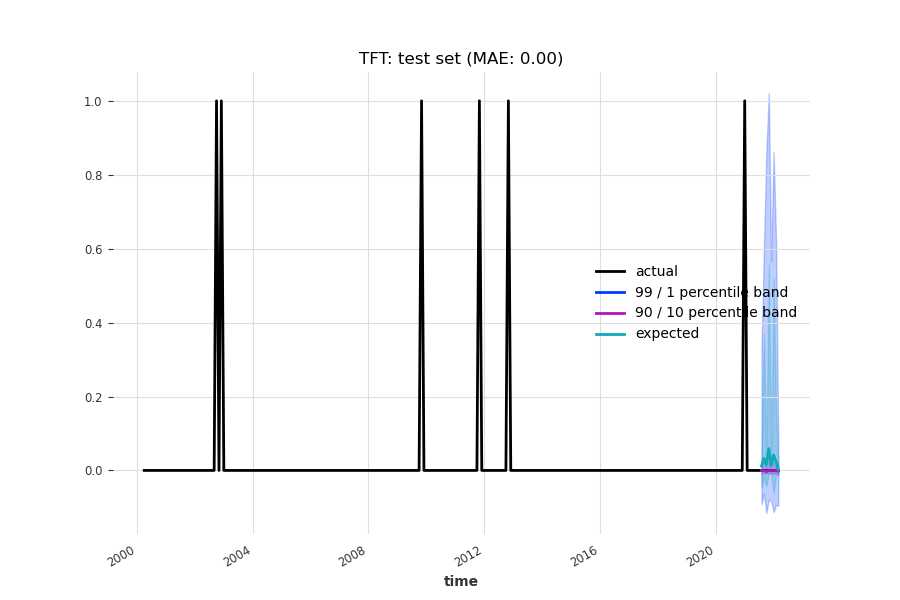 TFT: test set (MAE: 0.00)
1.0
0.8
0.6
0.4
0.2
0.0
actual
99 / 1 percentile band
90 / 10 percentile band
expected
2000
2004
2008
2012
2016
2020
time